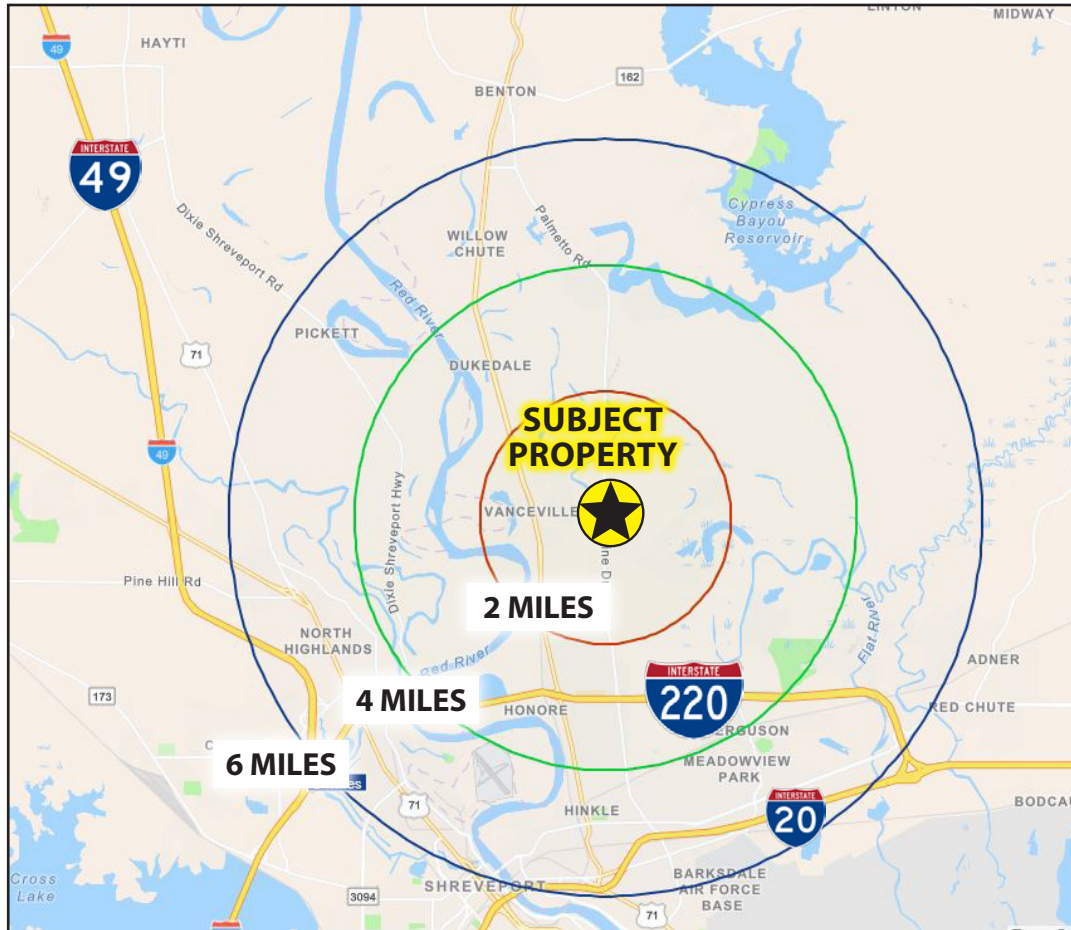 LINTON
MIDWAY
HAYTI
49
162
BENTON
INTERSTATE
49
Cypress
Bayou
Reservoir
Dixie Shreveport Rd
Palmetto Rd
WILLOW
CHUTE
Red River
PICKETT
71
DUKEDALE
SUBJECT
PROPERTY
49
Dixie Shreveport Hwy
VANCEVILLE
Pine Hill Rd
2 MILES
Flat River
NORTH
HIGHLANDS
Red River
ADNER
INTERSTATE
220
173
4 MILES
HONORE
RED CHUTE
6 MILES
MEADOWVIEW
PARK
INTERSTATE
20
71
HINKLE
Cross
Lake
SHREVEPORT
BARKSDALE
AIR FORCE
BASE
3094
71